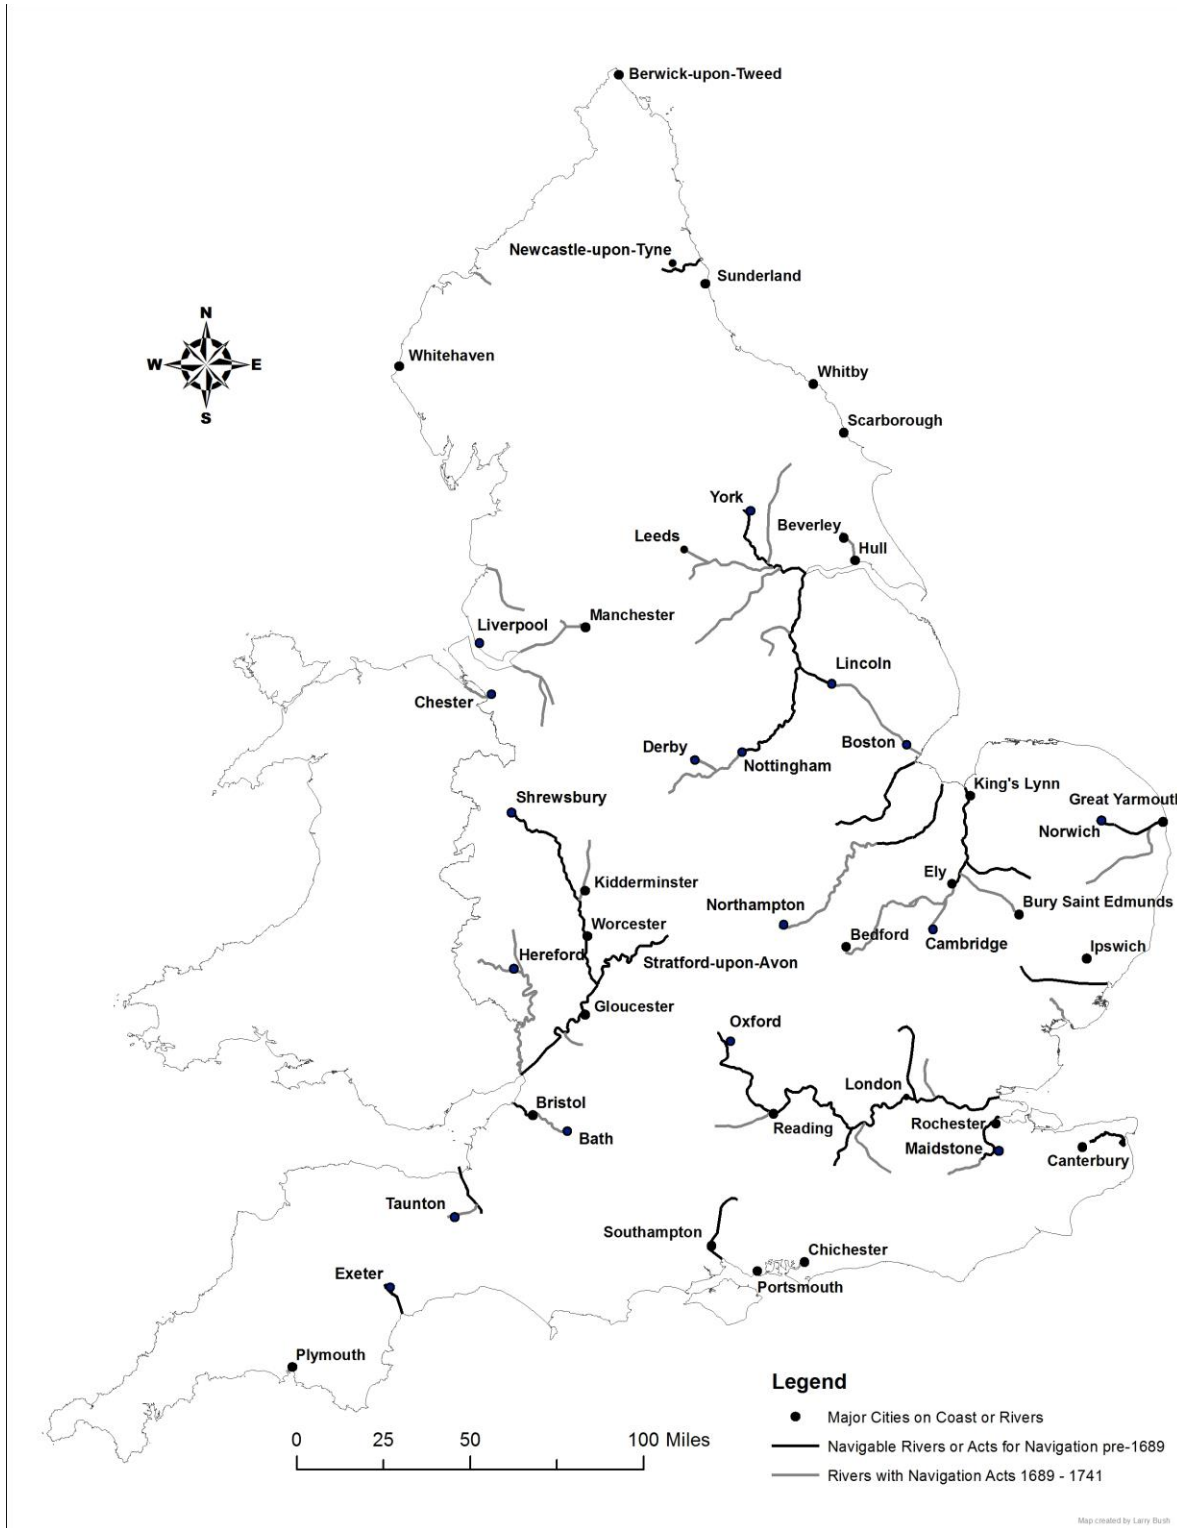 Berwick-upon-Tweed
Newcastle-upon-Tyne
Sunderland
N
W E
S
Whitehaven
Whitby
Scarborough
York
Beverley
Leeds
Hull
Liverpool
Manchester
Lincoln
Chester
Derby
Boston
Nottingham
King's Lynn
Shrewsbury
Great Yarmouth
Norwich
Ely
Kidderminster
Bury Saint Edmunds
Northampton
Worcester
Bedford
Cambridge
Hereford
Ipswich
Stratford-upon-Avon
Gloucester
Oxford
London
Bristol
Rochester
Reading
Bath
Maidstone
Canterbury
Taunton
Southampton
Chichester
Exeter
Portsmouth
Plymouth
Legend
Major Cities on Coast or Rivers
0 25 50 100 Miles
Navigable Rivers or Acts for Navigation pre-1689
Rivers with Navigation Acts 1689 - 1741
Map created by Larry Bush